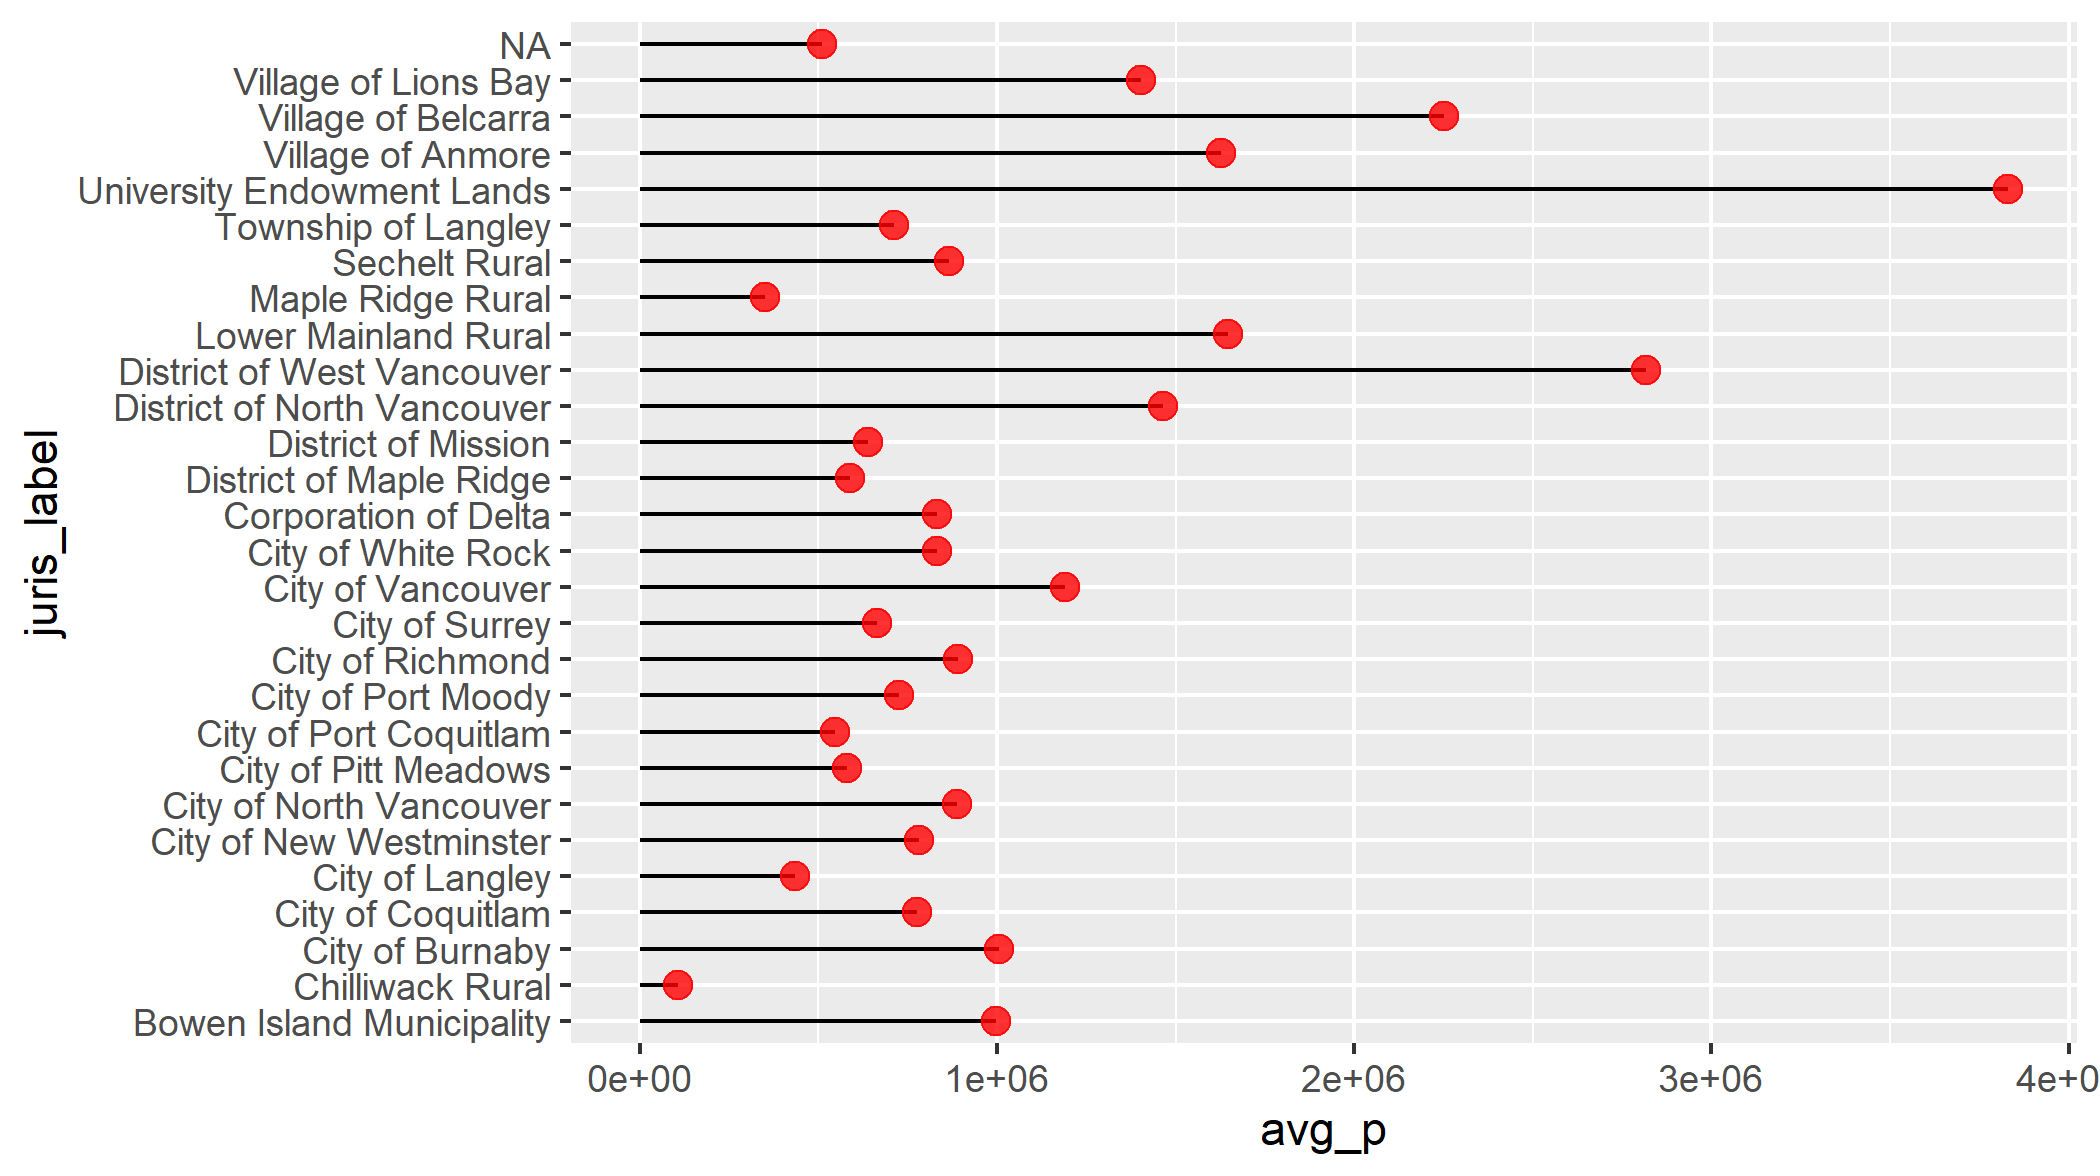 NA
Village of Lions Bay
Village of Belcarra
Village of Anmore
University Endowment Lands
Township of Langley
Sechelt Rural
Maple Ridge Rural
Lower Mainland Rural
District of West Vancouver
District of North Vancouver
District of Mission
District of Maple Ridge
Corporation of Delta
City of White Rock
City of Vancouver
City of Surrey
City of Richmond
City of Port Moody
City of Port Coquitlam
City of Pitt Meadows
City of North Vancouver
City of New Westminster
City of Langley
City of Coquitlam
City of Burnaby
Chilliwack Rural
Bowen Island Municipality
juris_label
0e+00 1e+06 2e+06 3e+06 4e+0
avg_p